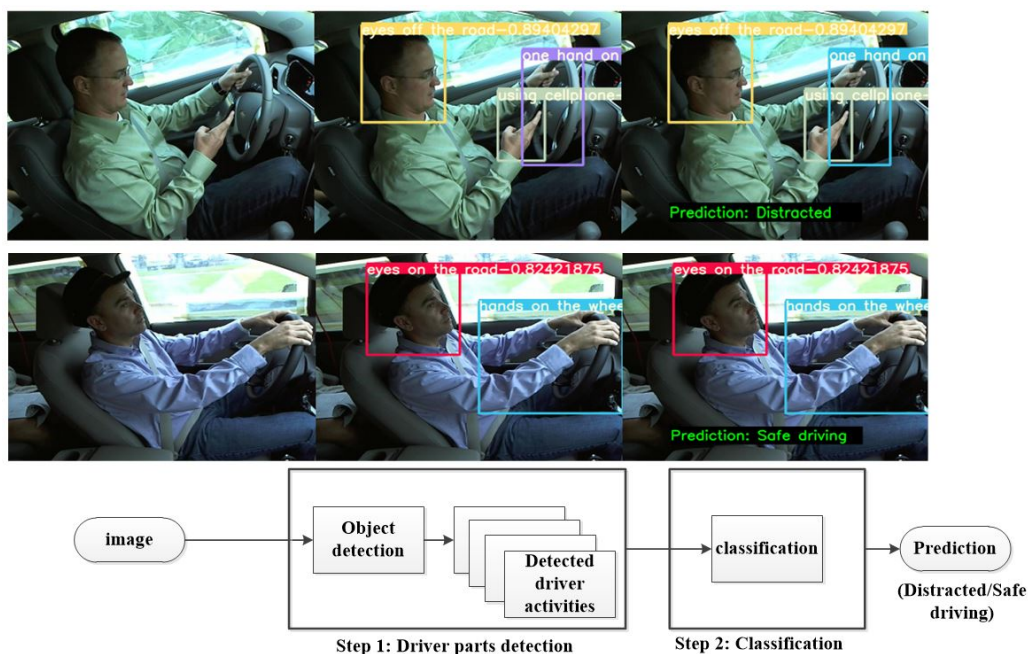 eyes off the road-0.89404297
one hand on
using cellphone-
eyes off the road-0.89404297
one hand on
using cellphone-
Prediction: Distracted
eyes on the road-0.82421875
hands on the whee
eyes on the road-0.82421875
hands on the whe
Prediction: Safe driving
image
Object
detection
Detected
driver
activities
classification
Prediction
(Distracted/Safe
driving)
Step 1: Driver parts detection
Step 2: Classification